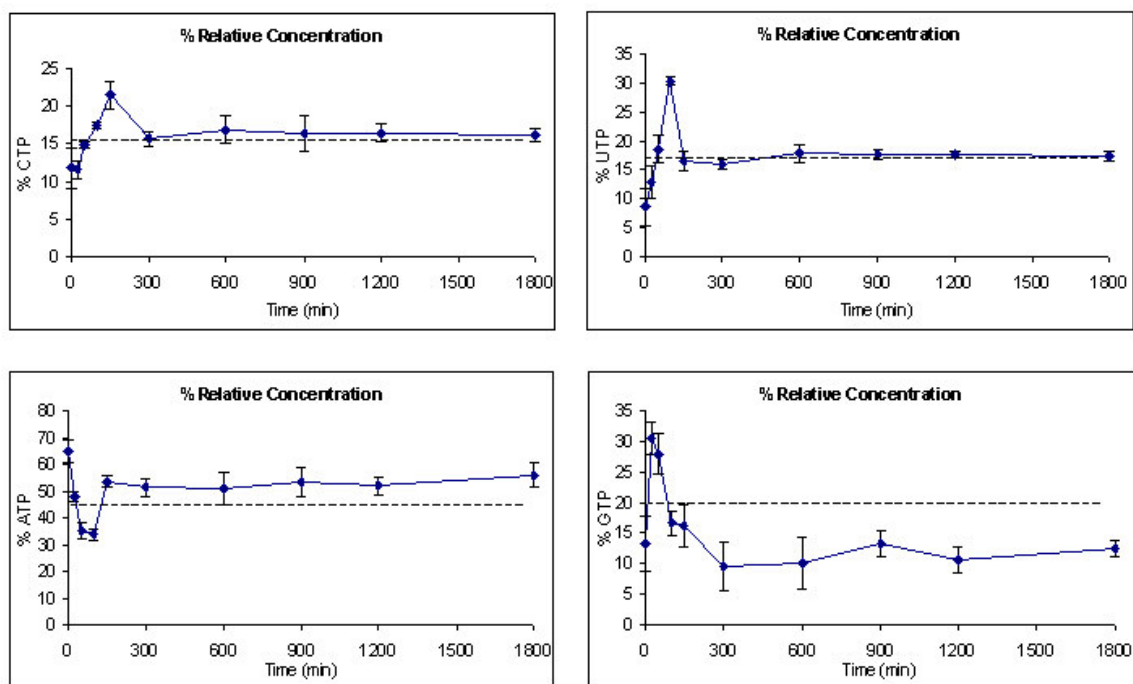 % Relative Concentration
% CTP
25
20
15
10
5
0
0 300 600 900 1200 1500 1800
Time (min)
% Relative Concentration
% UTP
35
30
25
20
15
10
5
0
0 300 600 900 1200 1500 1800
Time (min)
% Relative Concentration
% ATP
80
70
60
50
40
30
20
10
0
0 300 600 900 1200 1500 1800
Time (min)
% Relative Concentration
% GTP
35
30
25
20
15
10
5
0
0 300 600 900 1200 1500 1800
Time (min)